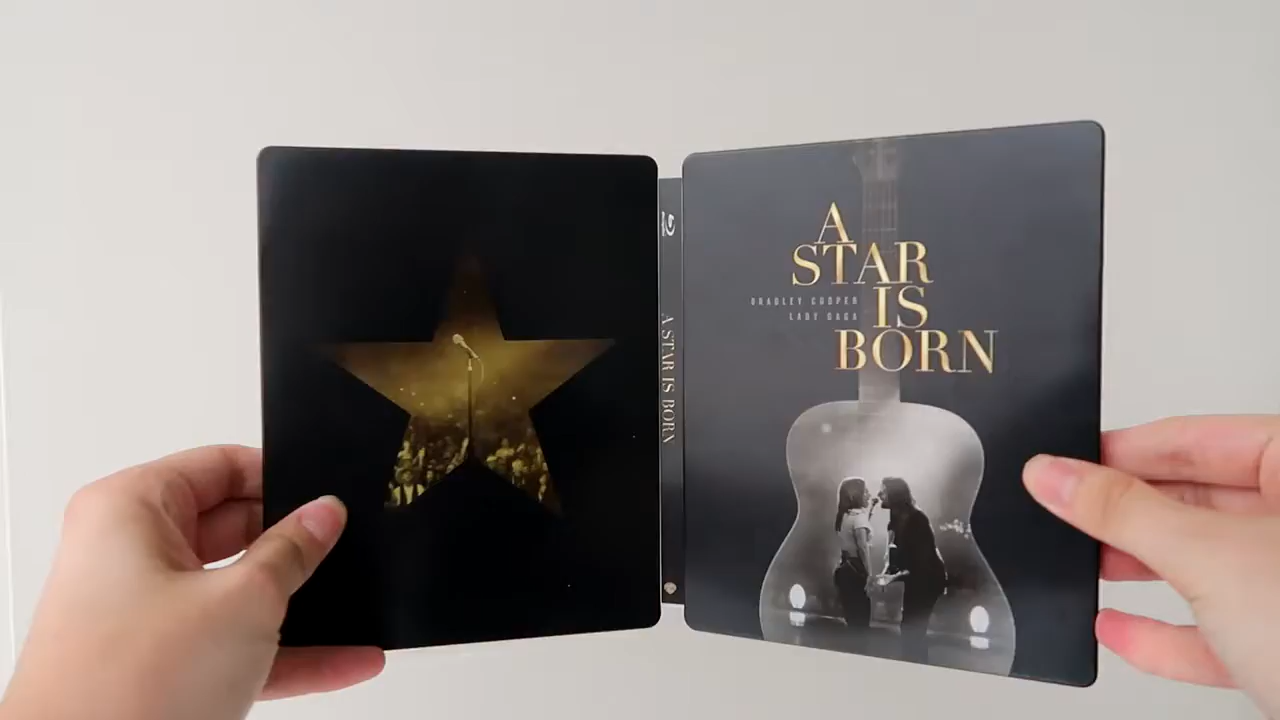 A STAR IS BORN
A
STAR
IS
BRADLEY COOPER
LADY GAGA
BORN